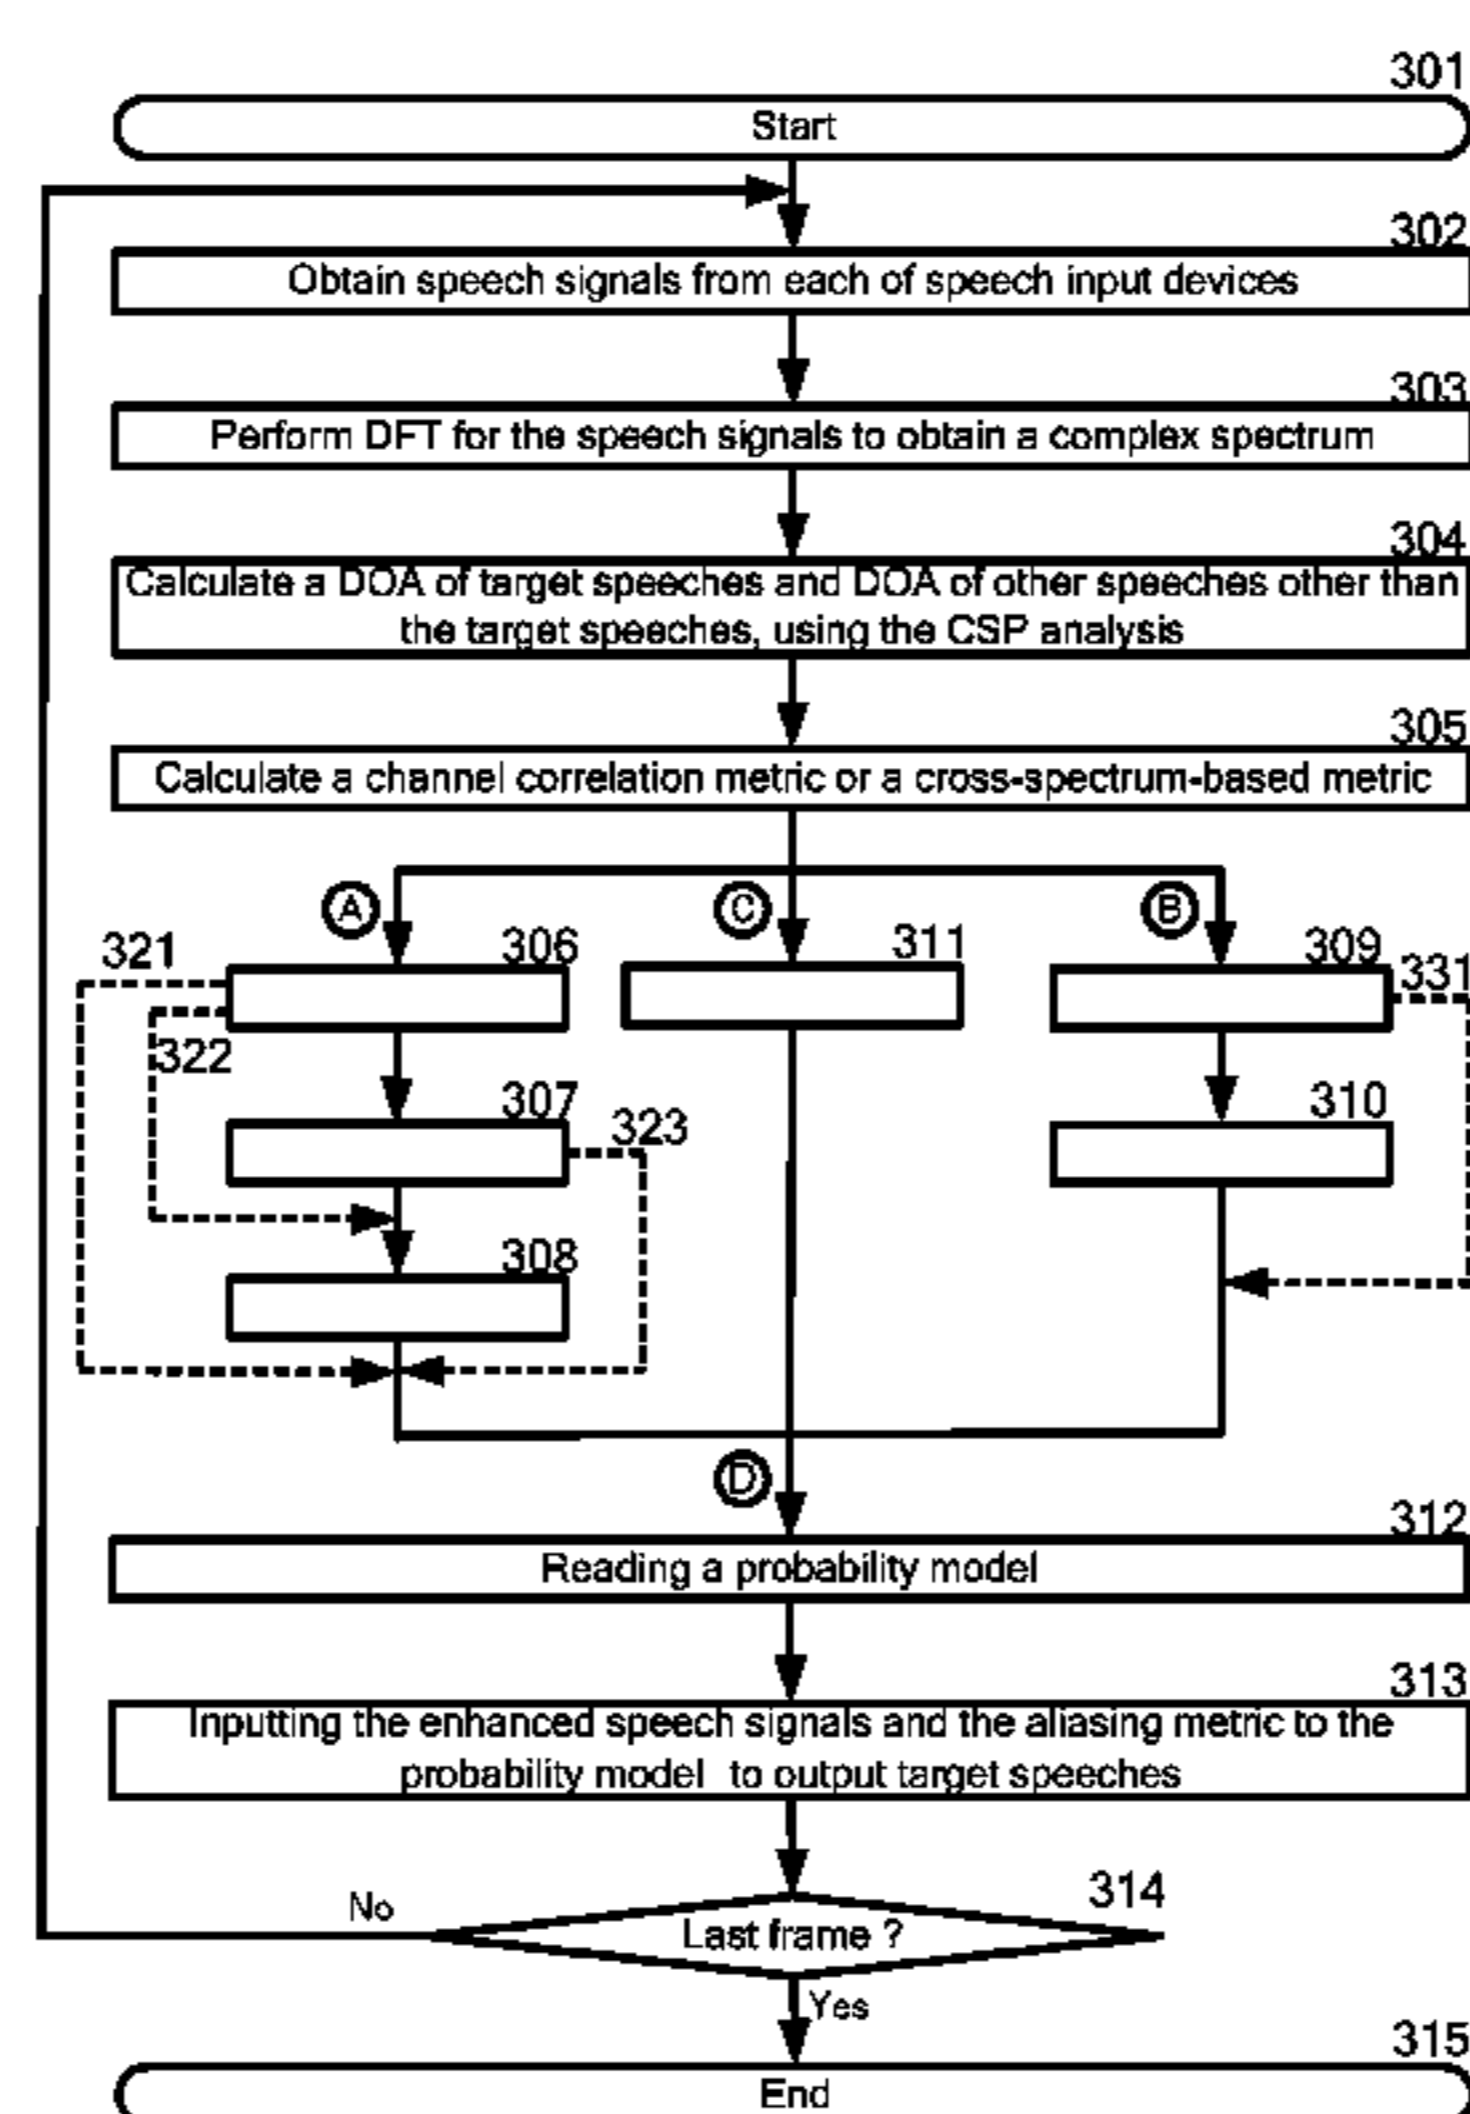 301
Start
302
Obtain speech signals from each of speech input devices
303
Perform DFT for the speech signals to obtain a complex spectrum
304
Calculate a DOA of target speeches and DOA of other speeches other than
the target speeches, using the CSP analysis
305
Calculate a channel correlation metric or a cross-spectrum-based metric
A
C
B
321
306
311
309
331
322
307
323
310
308
D
312
Reading a probability model
313
Inputting the enhanced speech signals and the aliasing metric to the
probability model to output target speeches
314
No
Last frame ?
Yes
315
End